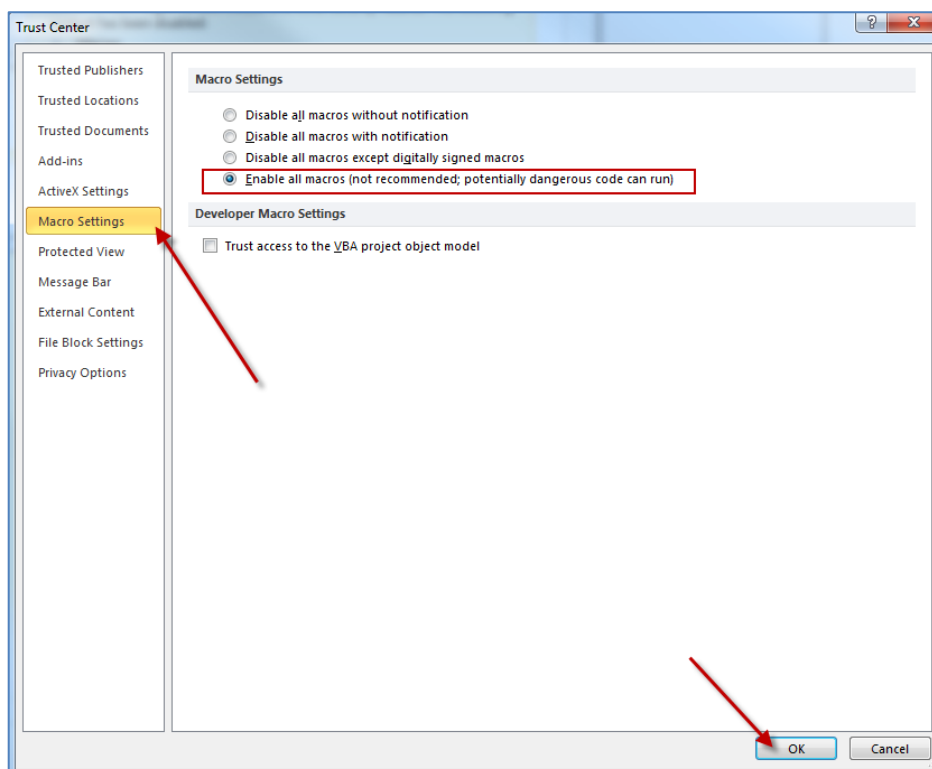 Trust Center
Trusted Publishers
Trusted Locations
Trusted Documents
Add-ins
ActiveX Settings
Macro Settings
Protected View
Message Bar
External Content
File Block Settings
Privacy Options
Macro Settings
Disable all macros without notification
Disable all macros with notification
Disable all macros except digitally signed macros
Enable all macros (not recommended; potentially dangerous code can run)
Developer Macro Settings
Trust access to the VBA project object model
OK
Cancel